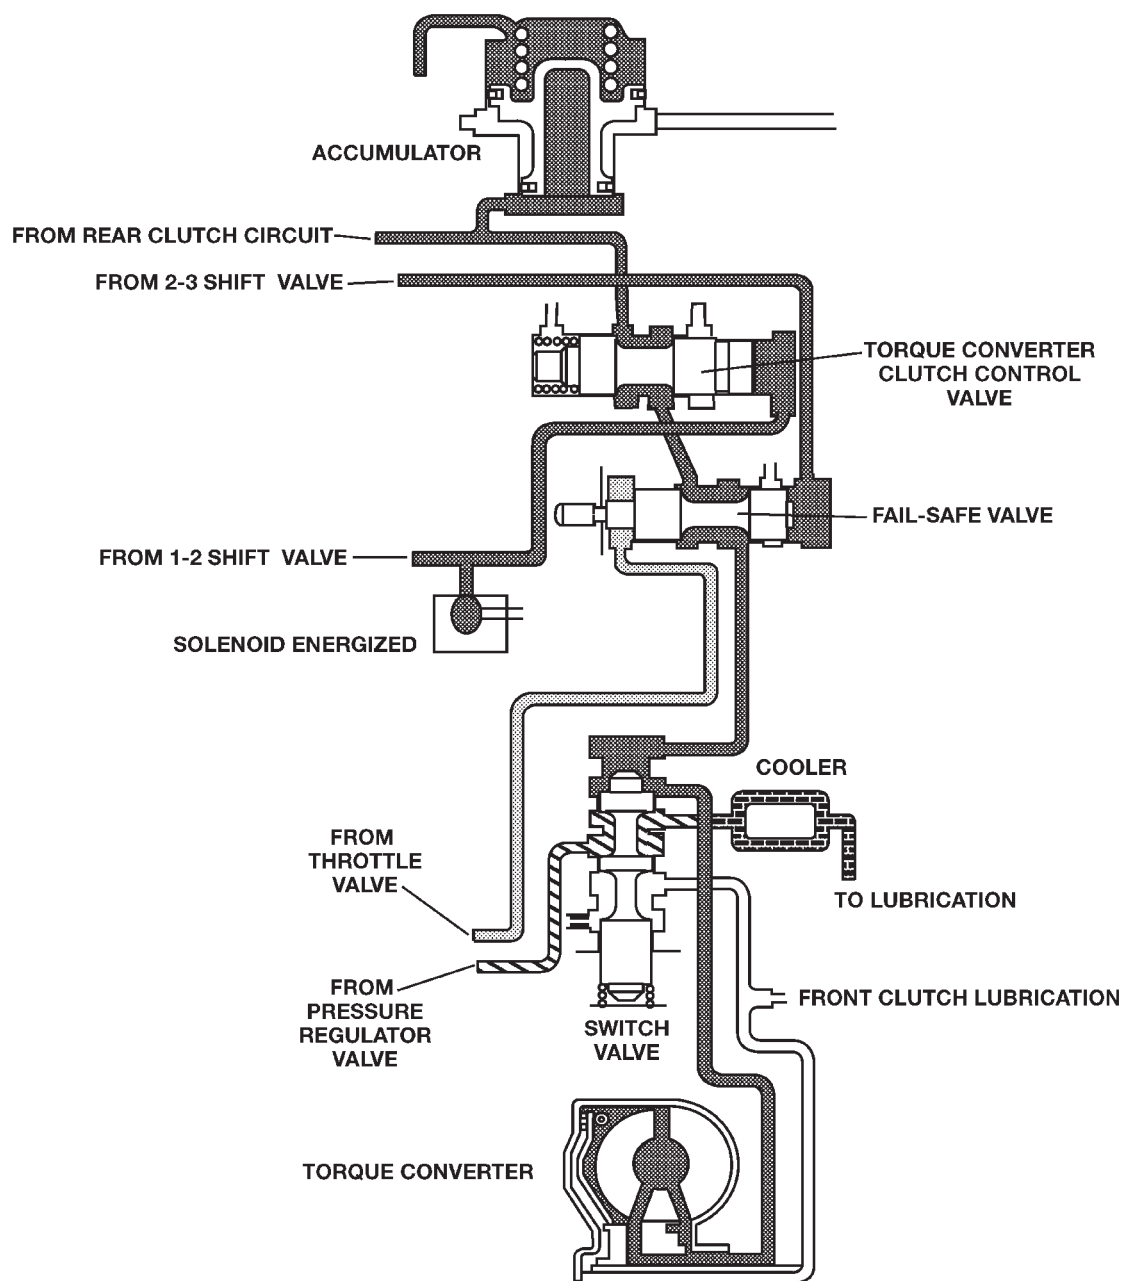 ACCUMULATOR
FROM REAR CLUTCH CIRCUIT
FROM 2-3 SHIFT VALVE
TORQUE CONVERTER
CLUTCH CONTROL
VALVE
FAIL-SAFE VALVE
FROM 1-2 SHIFT VALVE
SOLENOID ENERGIZED
COOLER
FROM
THROTTLE
VALVE
TO LUBRICATION
FROM
PRESSURE
REGULATOR
VALVE
FRONT CLUTCH LUBRICATION
SWITCH
VALVE
TORQUE CONVERTER